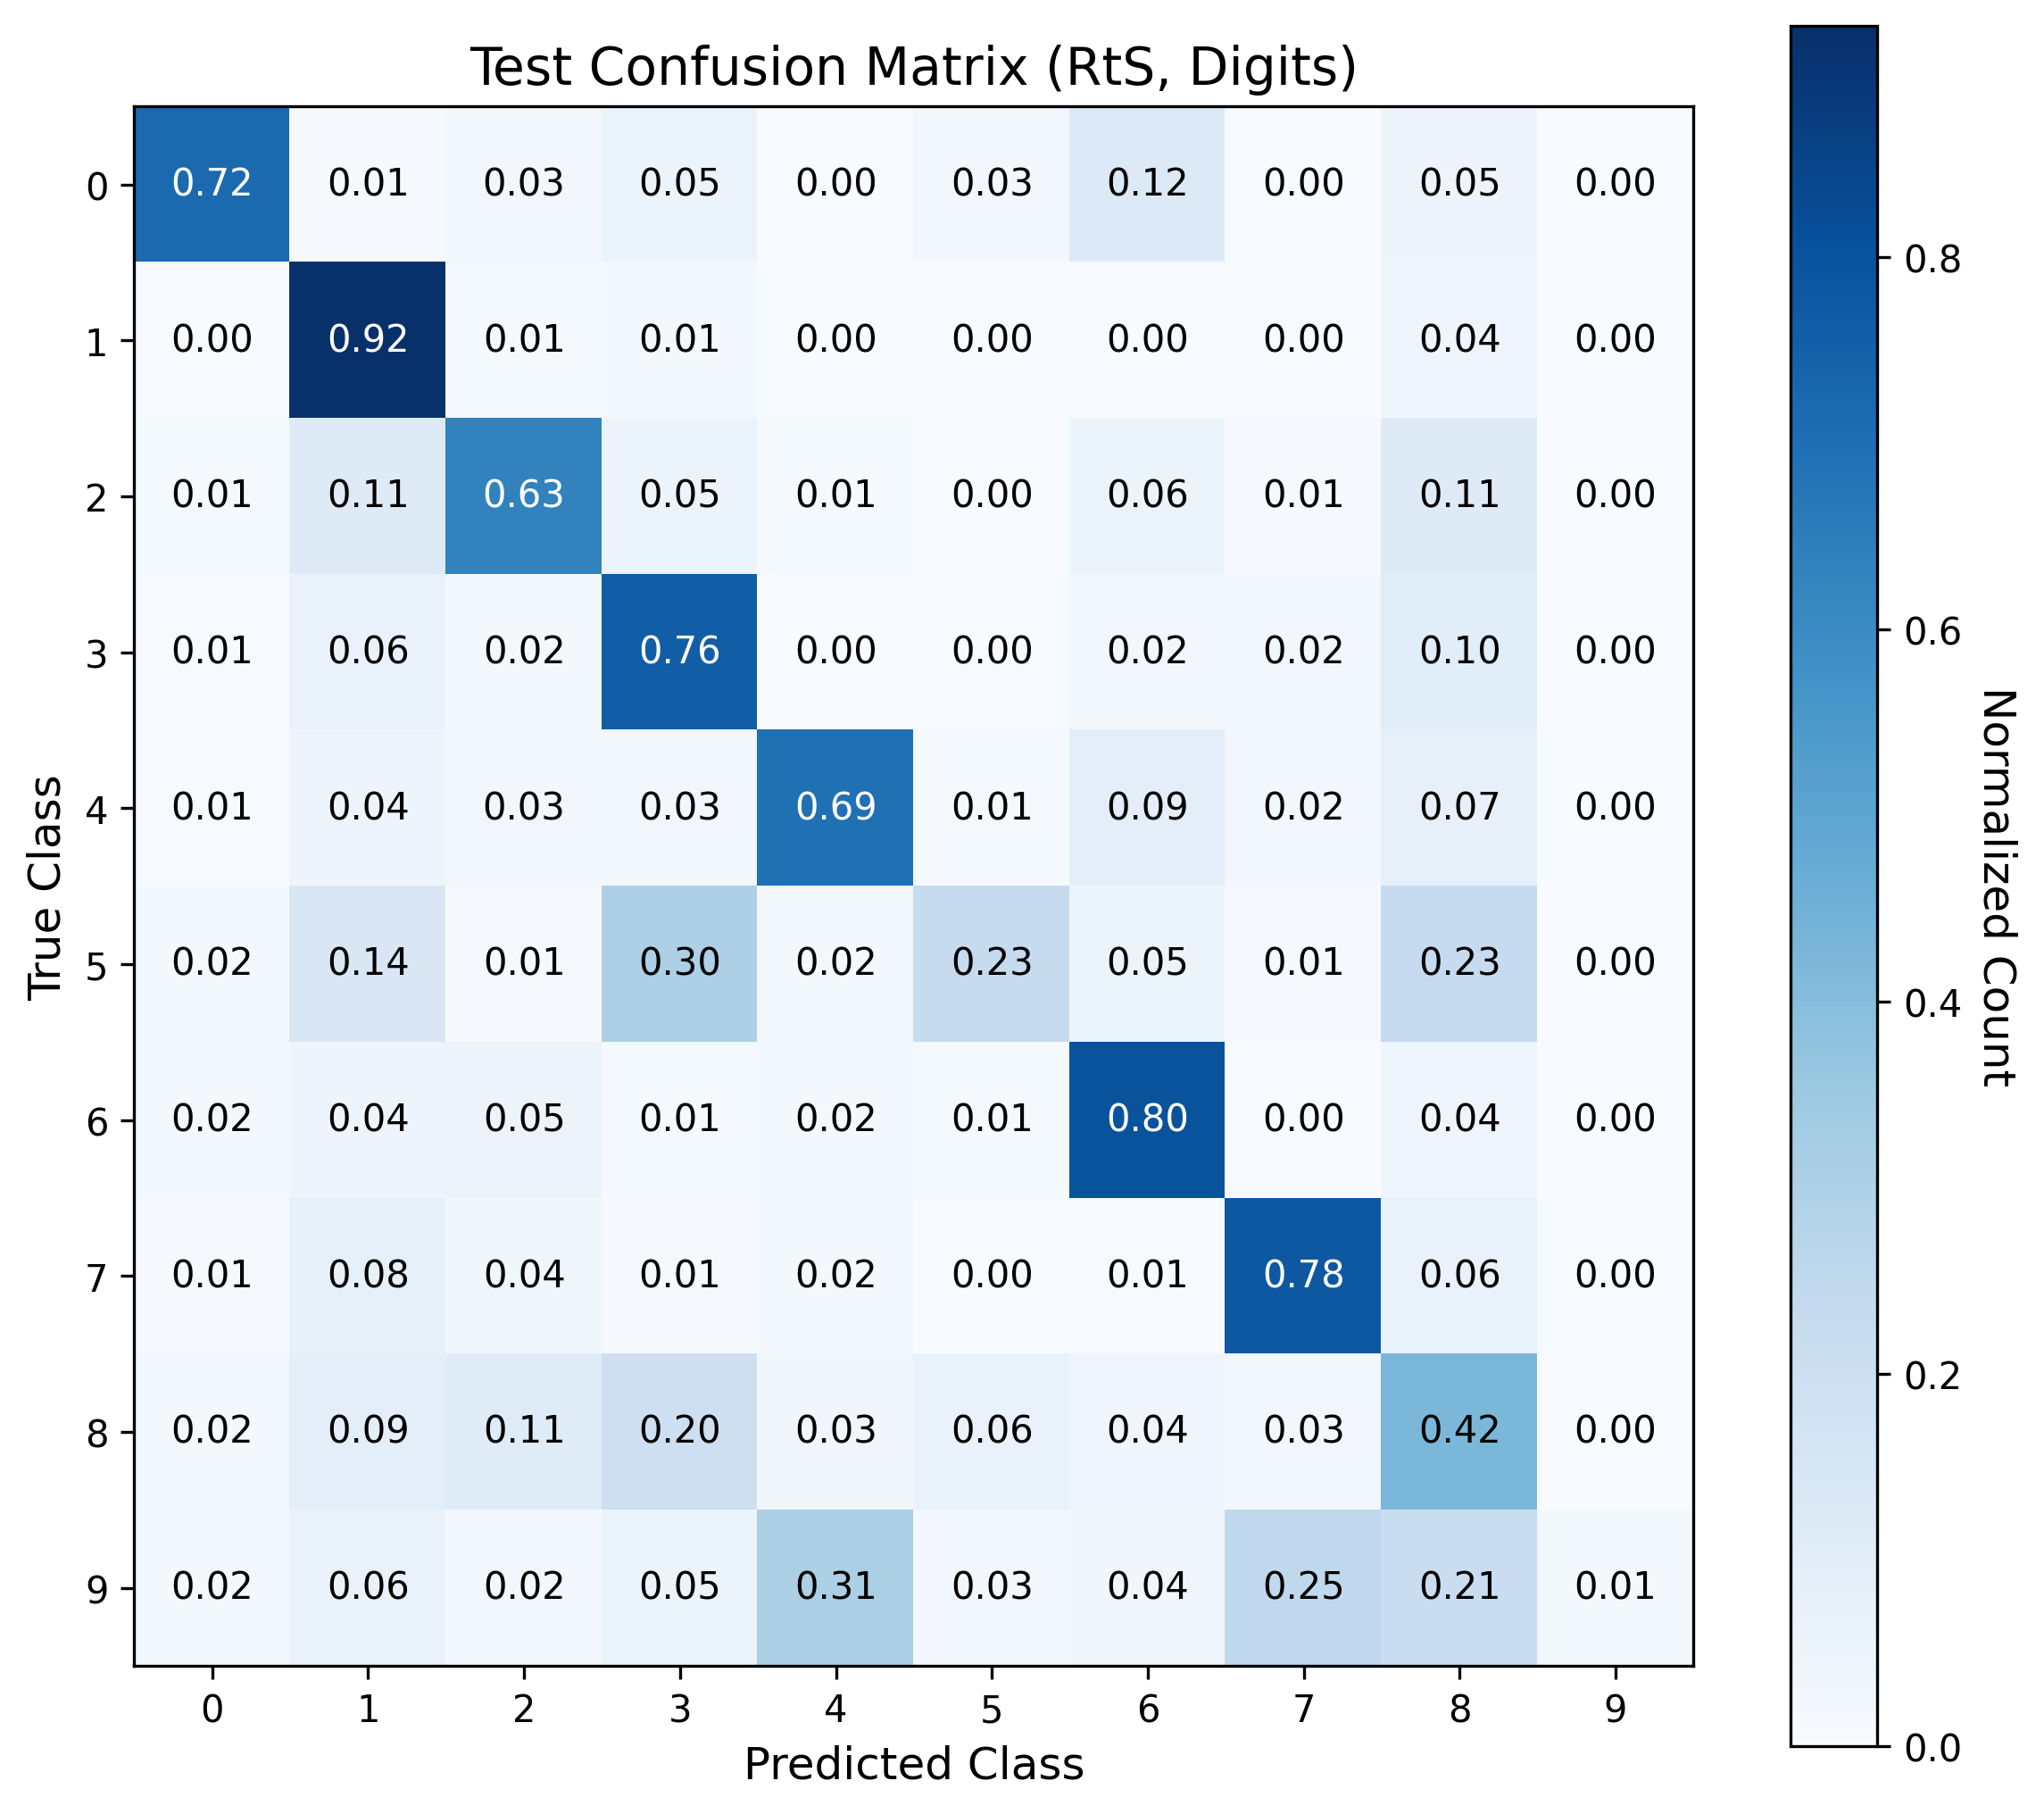 Test Confusion Matrix (RtS, Digits)
0 0.72 0.01 0.03 0.05 0.00 0.03 0.12 0.00 0.05 0.00
1 0.00 0.92 0.01 0.01 0.00 0.00 0.00 0.00 0.04 0.00
2 0.01 0.11 0.63 0.05 0.01 0.00 0.06 0.01 0.11 0.00
3 0.01 0.06 0.02 0.76 0.00 0.00 0.02 0.02 0.10 0.00
4 0.01 0.04 0.03 0.03 0.69 0.01 0.09 0.02 0.07 0.00
5 0.02 0.14 0.01 0.30 0.02 0.23 0.05 0.01 0.23 0.00
6 0.02 0.04 0.05 0.01 0.02 0.01 0.80 0.00 0.04 0.00
7 0.01 0.08 0.04 0.01 0.02 0.00 0.01 0.78 0.06 0.00
8 0.02 0.09 0.11 0.20 0.03 0.06 0.04 0.03 0.42 0.00
9 0.02 0.06 0.02 0.05 0.31 0.03 0.04 0.25 0.21 0.01
0 1 2 3 4 5 6 7 8 9
Predicted Class
True Class
0.8
0.6
0.4
0.2
0.0
Normalized Count